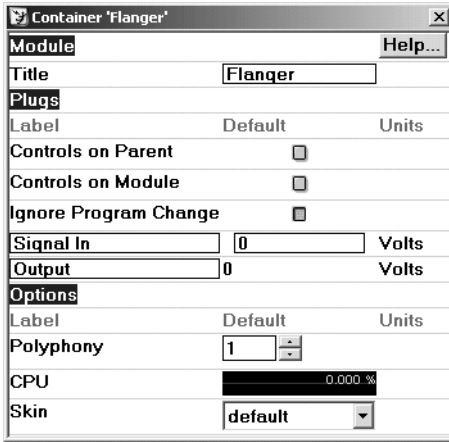 Container 'Flanger'
Module Help...
Title Flanger
Plugs
Label Default Units
Controls on Parent
Controls on Module
Ignore Program Change
Signal In 0 Volts
Output 0 Volts
Options
Label Default Units
Polyphony 1
CPU 0.000 %
Skin default